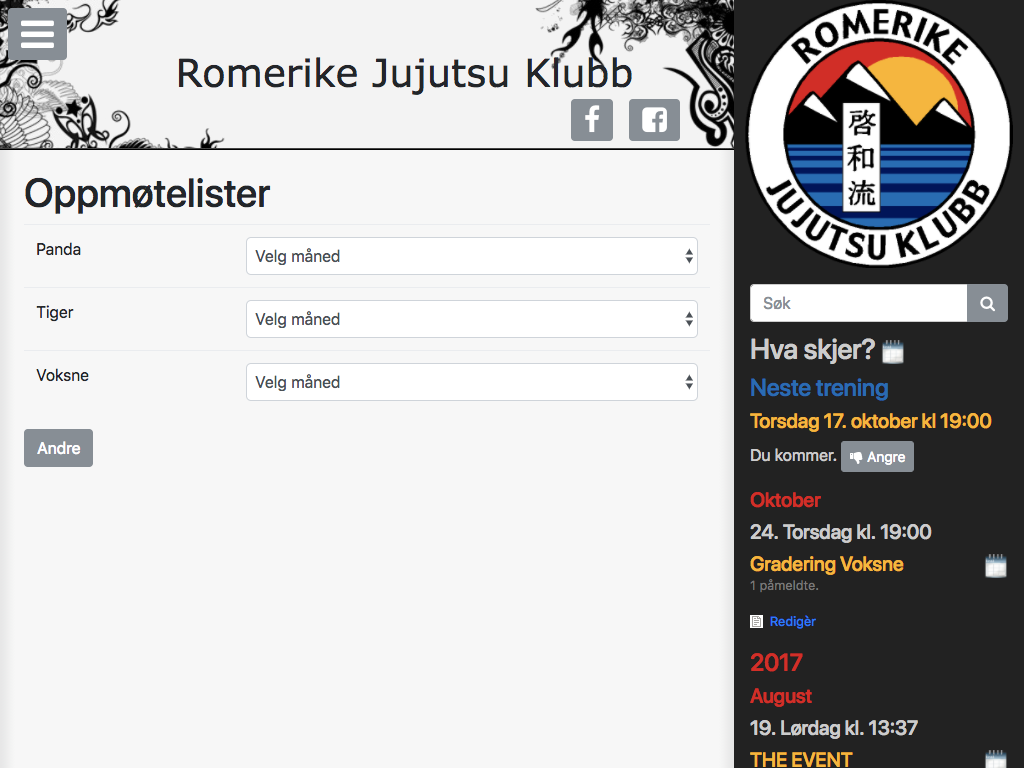 Romerike Jujutsu Klubb
Oppmøtelister
Panda
Velg måned
Tiger
Velg måned
Voksne
Velg måned
Andre
ROMERIKE
啓和流
JUJUTSU KLUBB
Søk
Hva skjer?
Neste trening
Torsdag 17. oktober kl 19:00
Du kommer. Angre
Oktober
24. Torsdag kl. 19:00
Gradering Voksne
1 påmeldte.
Redigèr
2017
August
19. Lørdag kl. 13:37
THE EVENT